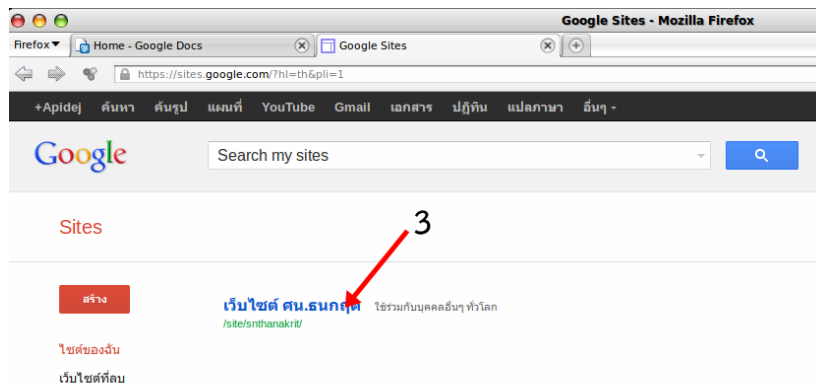 Google Sites - Mozilla Firefox
Firefox Home - Google Docs Google Sites
https://sites.google.com/?hl=th&pli=1
+Apidej ค้นหา ค้นรูป แผนที่ YouTube Gmail เอกสาร ปฏิทิน แปลภาษา อื่นๆ
Google Search my sites
Sites
3
สร้าง
เว็บไซต์ ศน.ธนกฤต ใช้ร่วมกับบุคคลอื่นๆ ทั่วโลก
/site/snthanakrit/
ไซต์ของฉัน
เว็บไซต์ที่ลบ